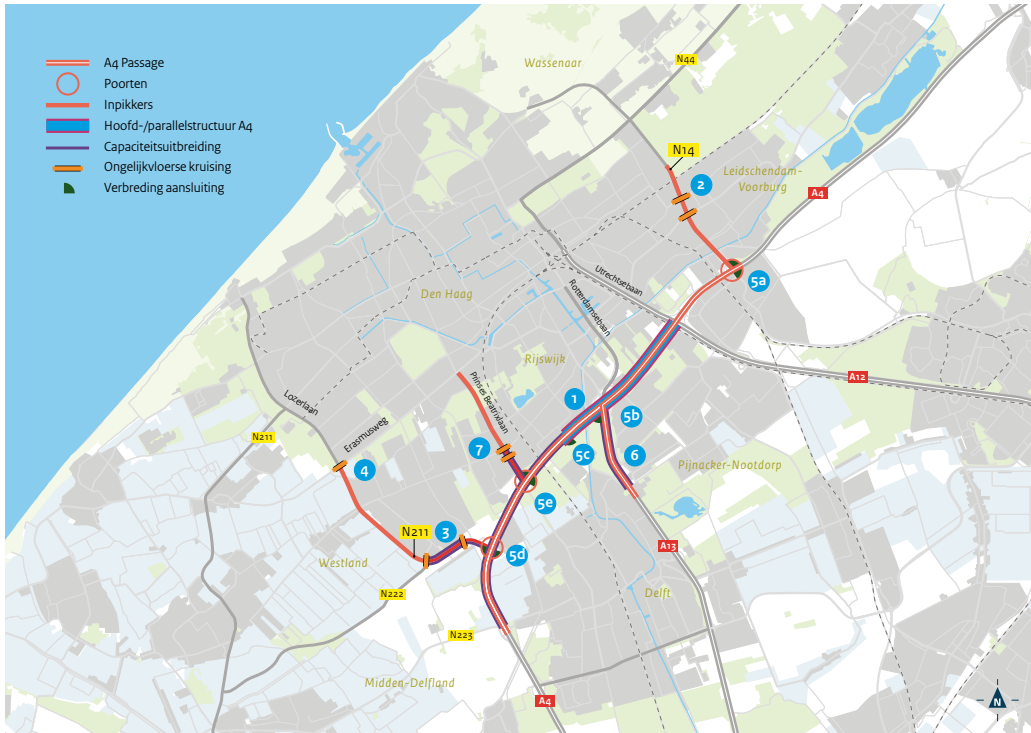 A4 Passage
Poorten
Inpikkers
Hoofd-/parallelstructuur A4
Capaciteitsuitbreiding
Ongelijkvloerse kruising
Verbreding aansluiting
Wassenaar
N44
N14
2
Leidschendam-
Voorburg
A4
5a
Utrechtsebaan
Rotterdamsebaan
Den Haag
Rijswijk
A12
Prinses Beatrixlaan
1
5b
Lozerlaan
Erasmusweg
N211
7
5c
6
Pijnacker-Nootdorp
4
5e
N211
3
5d
A13
Westland
N222
Delft
N223
Midden-Delfland
A4
N